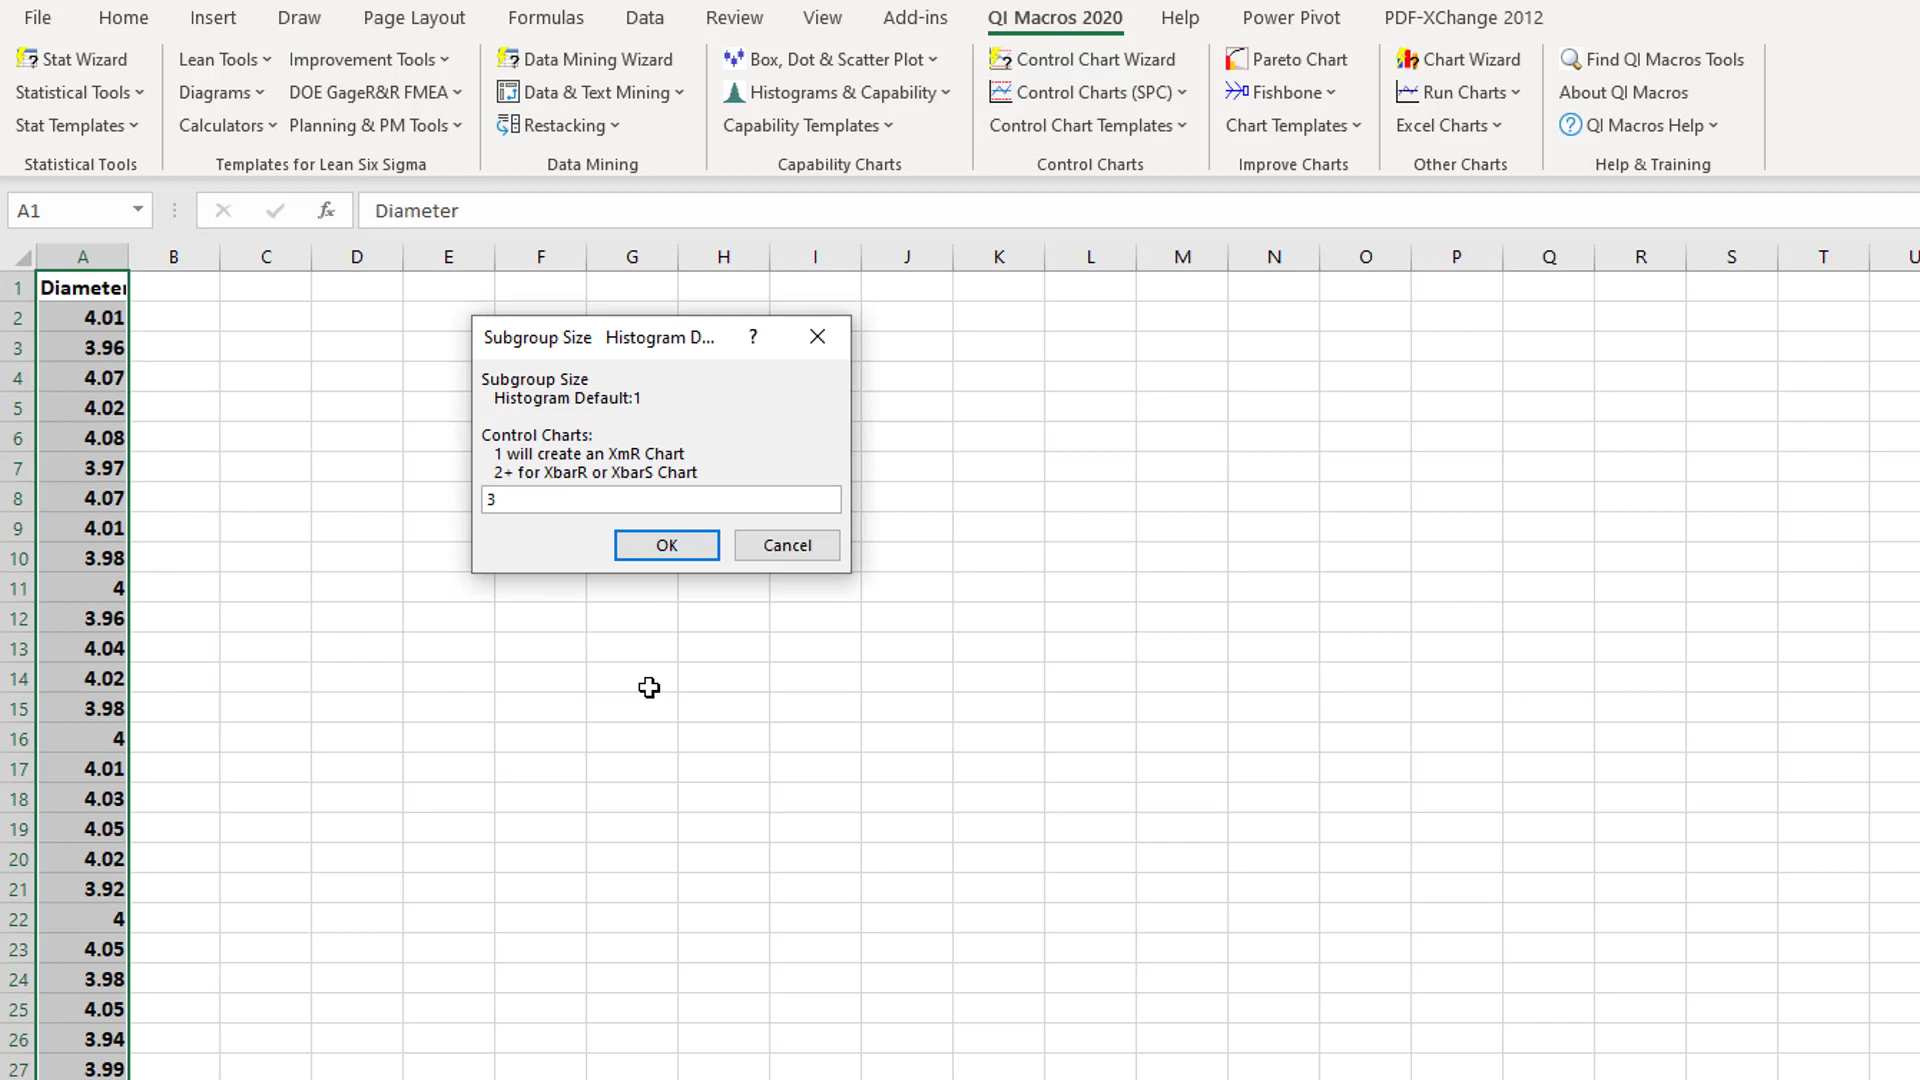 File Home Insert Draw Page Layout Formulas Data Review View Add-ins QI Macros 2020 Help Power Pivot PDF-XChange 2012
Stat Wizard Lean Tools Improvement Tools Data Mining Wizard Box, Dot & Scatter Plot Control Chart Wizard Pareto Chart Chart Wizard Find QI Macros Tools
Statistical Tools Diagrams DOE GageR&R FMEA Data & Text Mining Histograms & Capability Control Charts (SPC) Fishbone Run Charts About QI Macros
Stat Templates Calculators Planning & PM Tools Restacking Capability Templates Control Chart Templates Chart Templates Excel Charts QI Macros Help
Statistical Tools Templates for Lean Six Sigma Data Mining Capability Charts Control Charts Improve Charts Other Charts Help & Training
A1 fx Diameter
A B C D E F G H I J K L M N O P Q R S T U
1 Diameter
2 4.01
3 3.96
4 4.07
5 4.02
6 4.08
7 3.97
8 4.07
9 4.01
10 3.98
11 4
12 3.96
13 4.04
14 4.02
15 3.98
16 4
17 4.01
18 4.03
19 4.05
20 4.02
21 3.92
22 4
23 4.05
24 3.98
25 4.05
26 3.94
27 3.99
Subgroup Size Histogram D... ?
Subgroup Size
Histogram Default:1
Control Charts:
1 will create an XmR Chart
2+ for XbarR or XbarS Chart
3
OK Cancel